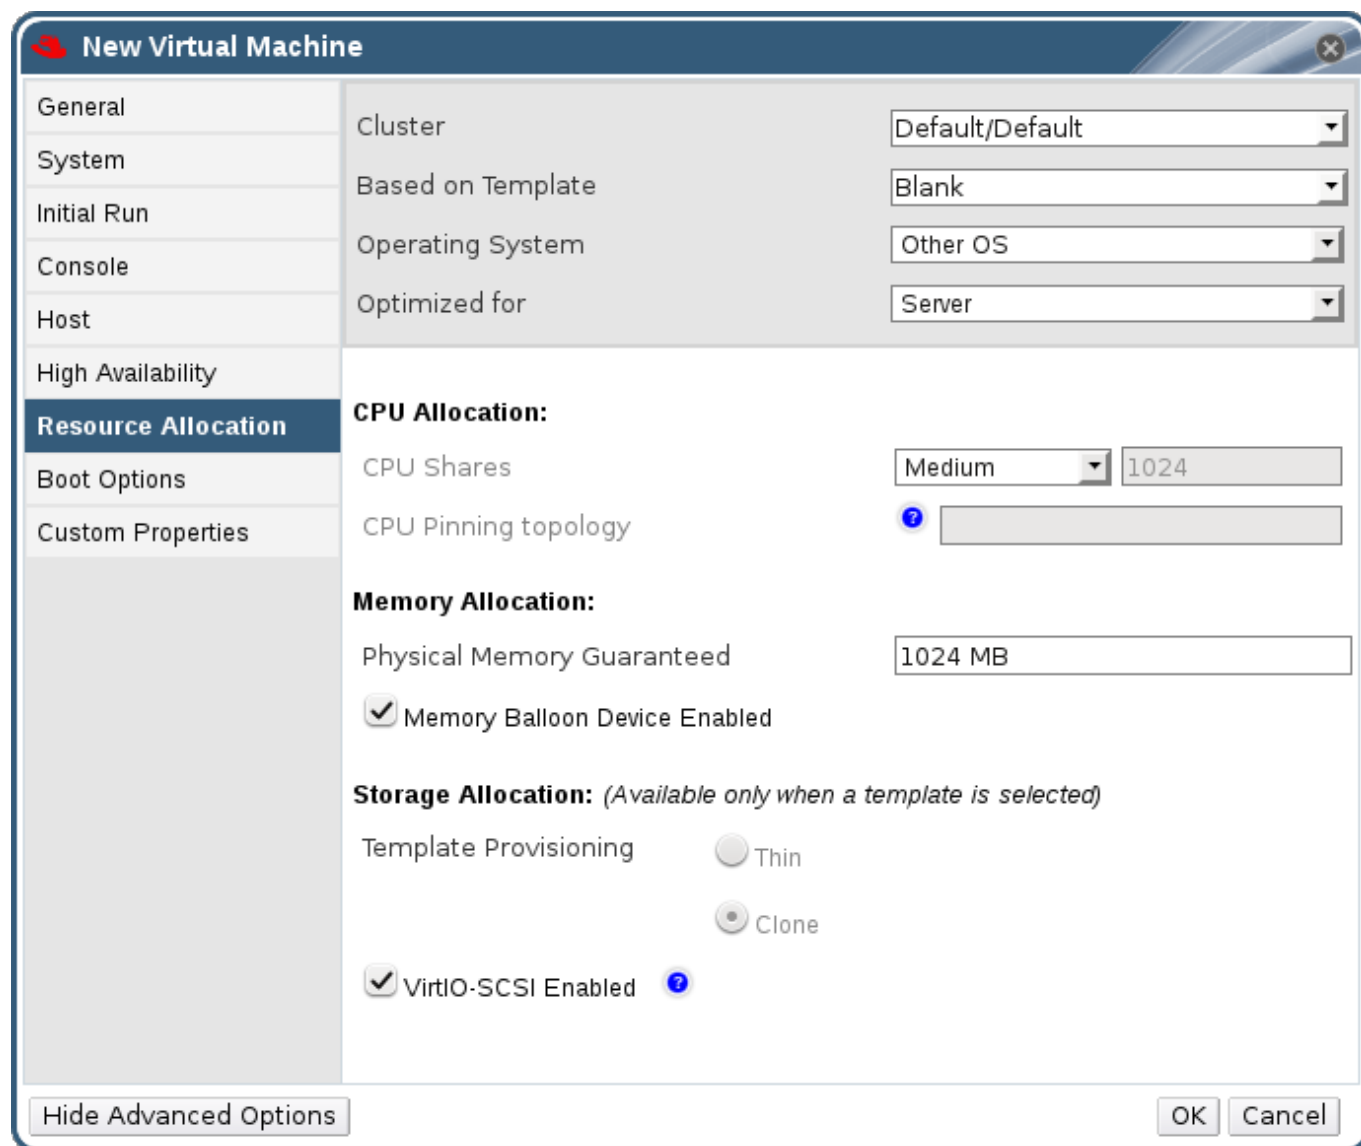 New Virtual Machine
General
System
Initial Run
Console
Host
High Availability
Resource Allocation
Boot Options
Custom Properties
Cluster Default/Default
Based on Template Blank
Operating System Other OS
Optimized for Server
CPU Allocation:
CPU Shares Medium 1024
CPU Pinning topology ?
Memory Allocation:
Physical Memory Guaranteed 1024 MB
Memory Balloon Device Enabled
Storage Allocation: (Available only when a template is selected)
Template Provisioning Thin
Clone
VirtIO-SCSI Enabled ?
Hide Advanced Options OK Cancel